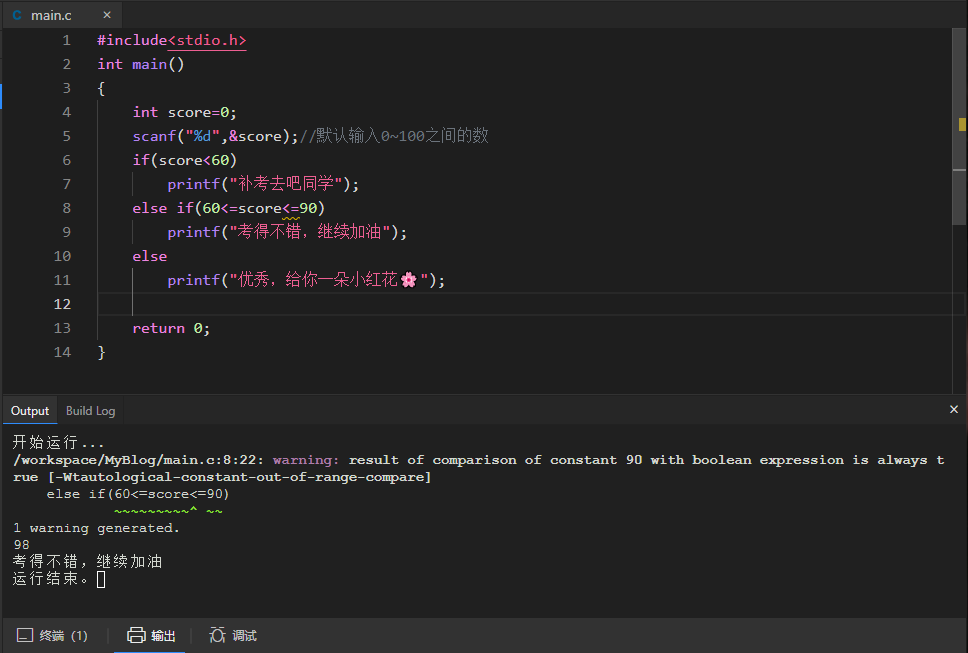 C main.c ×
1 #include<stdio.h>
2 int main()
3 {
4 int score=0;
5 scanf("%d",&score);//默认输入0~100之间的数
6 if(score<60)
7 printf("补考去吧同学");
8 else if(60<=score<=90)
9 printf("考得不错，继续加油");
10 else
11 printf("优秀，给你一朵小红花🌸");
12
13 return 0;
14 }
Output Build Log ×
开始运行...
/workspace/MyBlog/main.c:8:22: warning: result of comparison of constant 90 with boolean expression is always t
rue [-Wtautological-constant-out-of-range-compare]
else if(60<=score<=90)
~~~~~~~~~^ ~~
1 warning generated.
98
考得不错，继续加油
运行结束。
终端 (1) 输出 调试